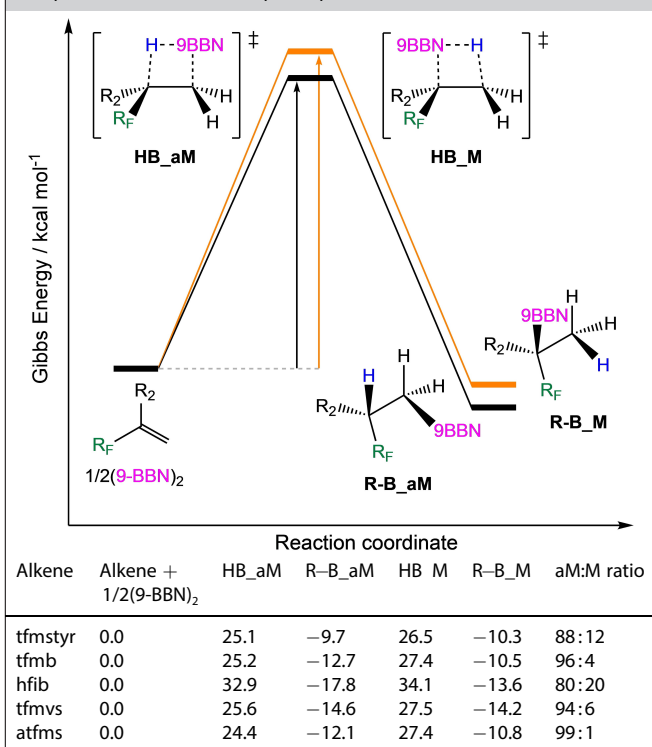 H--9BBN ‡
R2 H
RF H
HB_aM
9BBN--H ‡
R2 H
RF H
HB_M
Gibbs Energy / kcal mol⁻¹
R2
RF
1/2(9-BBN)₂
H
H H
R2
9BBN
RF
R-B_aM
H
9BBN H
R2
H
RF
R-B_M
Reaction coordinate
Alkene Alkene + 1/2(9-BBN)₂ HB_aM R–B_aM HB M R–B_M aM:M ratio
tfmstyr 0.0 25.1 −9.7 26.5 −10.3 88:12
tfmb 0.0 25.2 −12.7 27.4 −10.5 96:4
hfib 0.0 32.9 −17.8 34.1 −13.6 80:20
tfmvs 0.0 25.6 −14.6 27.5 −14.2 94:6
atfms 0.0 24.4 −12.1 27.4 −10.8 99:1